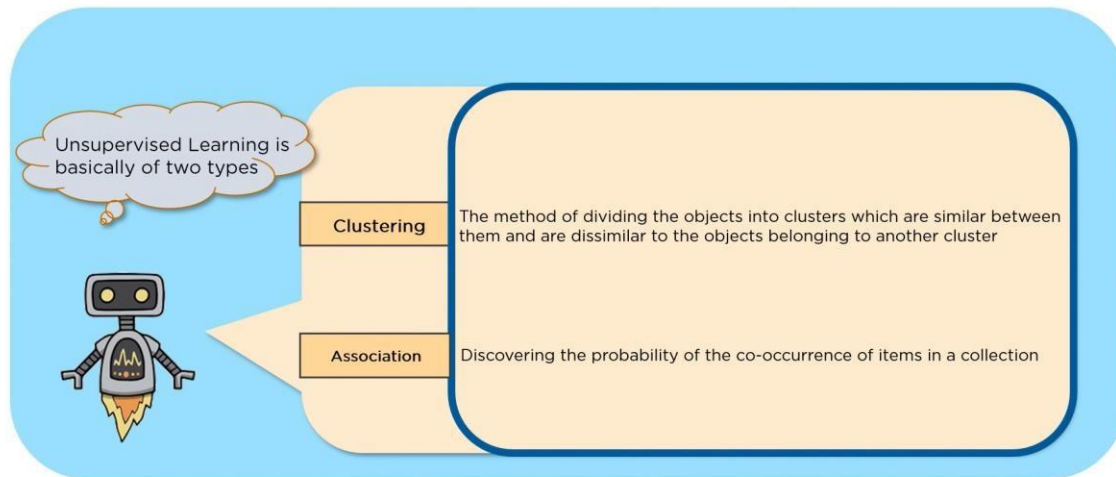 Unsupervised Learning is
basically of two types
Clustering
The method of dividing the objects into clusters which are similar between
them and are dissimilar to the objects belonging to another cluster
Association
Discovering the probability of the co-occurrence of items in a collection